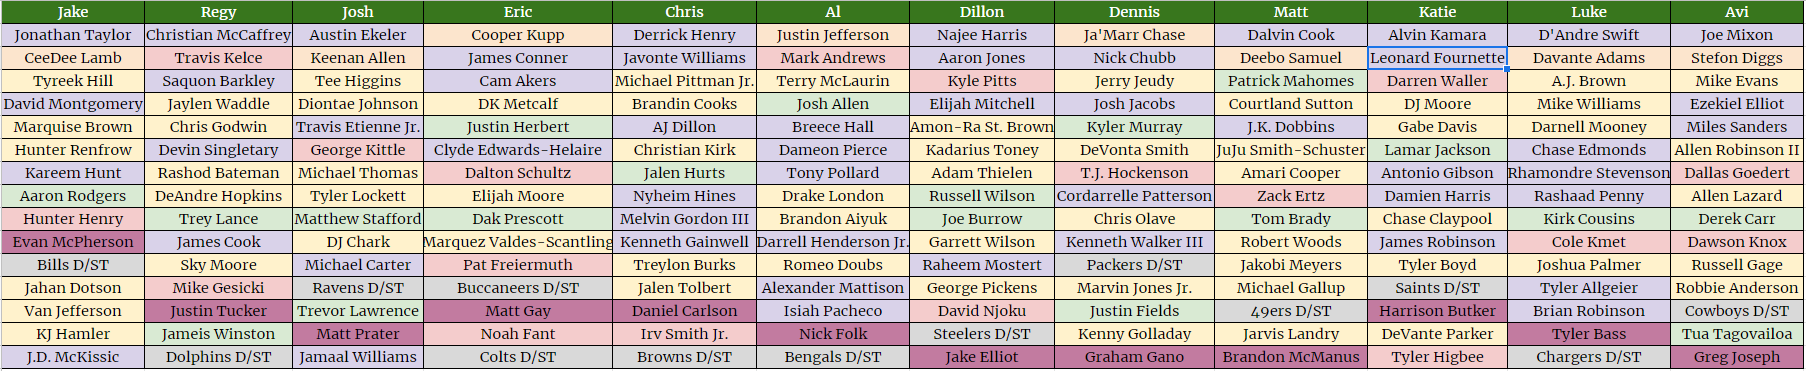 Jake Regy Josh Eric Chris Al Dillon Dennis Matt Katie Luke Avi
Jonathan Taylor Christian McCaffrey Austin Ekeler Cooper Kupp Derrick Henry Justin Jefferson Najee Harris Ja'Marr Chase Dalvin Cook Alvin Kamara D'Andre Swift Joe Mixon
CeeDee Lamb Travis Kelce Keenan Allen James Conner Javonte Williams Mark Andrews Aaron Jones Nick Chubb Deebo Samuel Leonard Fournette Davante Adams Stefon Diggs
Tyreek Hill Saquon Barkley Tee Higgins Cam Akers Michael Pittman Jr. Terry McLaurin Kyle Pitts Jerry Jeudy Patrick Mahomes Darren Waller A.J. Brown Mike Evans
David Montgomery Jaylen Waddle Diontae Johnson DK Metcalf Brandin Cooks Josh Allen Elijah Mitchell Josh Jacobs Courtland Sutton DJ Moore Mike Williams Ezekiel Elliot
Marquise Brown Chris Godwin Travis Etienne Jr. Justin Herbert AJ Dillon Breece Hall Amon-Ra St. Brown Kyler Murray J.K. Dobbins Gabe Davis Darnell Mooney Miles Sanders
Hunter Renfrow Devin Singletary George Kittle Clyde Edwards-Helaire Christian Kirk Dameon Pierce Kadarius Toney DeVonta Smith JuJu Smith-Schuster Lamar Jackson Chase Edmonds Allen Robinson II
Kareem Hunt Rashod Bateman Michael Thomas Dalton Schultz Jalen Hurts Tony Pollard Adam Thielen T.J. Hockenson Amari Cooper Antonio Gibson Rhamondre Stevenson Dallas Goedert
Aaron Rodgers DeAndre Hopkins Tyler Lockett Elijah Moore Nyheim Hines Drake London Russell Wilson Cordarrelle Patterson Zack Ertz Damien Harris Rashaad Penny Allen Lazard
Hunter Henry Trey Lance Matthew Stafford Dak Prescott Melvin Gordon III Brandon Aiyuk Joe Burrow Chris Olave Tom Brady Chase Claypool Kirk Cousins Derek Carr
Evan McPherson James Cook DJ Chark Marquez Valdes-Scantling Kenneth Gainwell Darrell Henderson Jr. Garrett Wilson Kenneth Walker III Robert Woods James Robinson Cole Kmet Dawson Knox
Bills D/ST Sky Moore Michael Carter Pat Freiermuth Treylon Burks Romeo Doubs Raheem Mostert Packers D/ST Jakobi Meyers Tyler Boyd Joshua Palmer Russell Gage
Jahan Dotson Mike Gesicki Ravens D/ST Buccaneers D/ST Jalen Tolbert Alexander Mattison George Pickens Marvin Jones Jr. Michael Gallup Saints D/ST Tyler Allgeier Robbie Anderson
Van Jefferson Justin Tucker Trevor Lawrence Matt Gay Daniel Carlson Isiah Pacheco David Njoku Justin Fields 49ers D/ST Harrison Butker Brian Robinson Cowboys D/ST
KJ Hamler Jameis Winston Matt Prater Noah Fant Irv Smith Jr. Nick Folk Steelers D/ST Kenny Golladay Jarvis Landry DeVante Parker Tyler Bass Tua Tagovailoa
J.D. McKissic Dolphins D/ST Jamaal Williams Colts D/ST Browns D/ST Bengals D/ST Jake Elliot Graham Gano Brandon McManus Tyler Higbee Chargers D/ST Greg Joseph